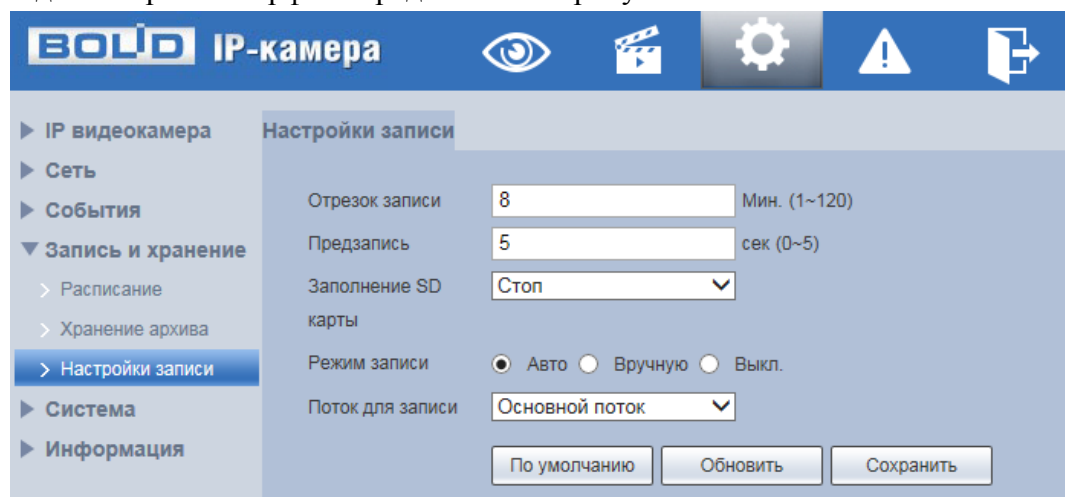 BOLID IP-камера
IP видеокамера
Сеть
События
Запись и хранение
Расписание
Хранение архива
Настройки записи
Система
Информация
Настройки записи
Отрезок записи 8 Мин. (1~120)
Предзапись 5 сек (0~5)
Заполнение SD карты Стоп
Режим записи Авто Вручную Выкл.
Поток для записи Основной поток
По умолчанию Обновить Сохранить